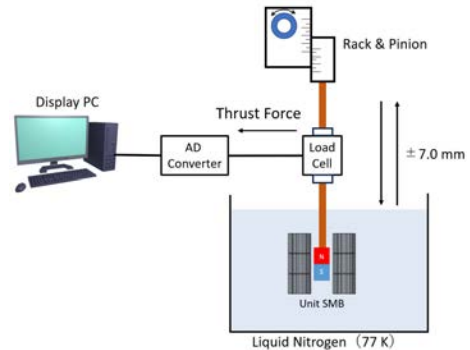 Rack & Pinion
Display PC
Thrust Force
AD
Converter
Load
Cell
±7.0 mm
N
S
Unit SMB
Liquid Nitrogen (77 K)